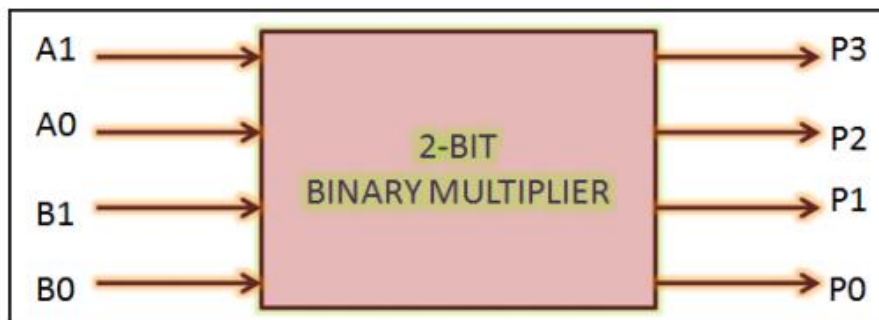 A1
A0
B1
B0
2-BIT
BINARY MULTIPLIER
P3
P2
P1
P0